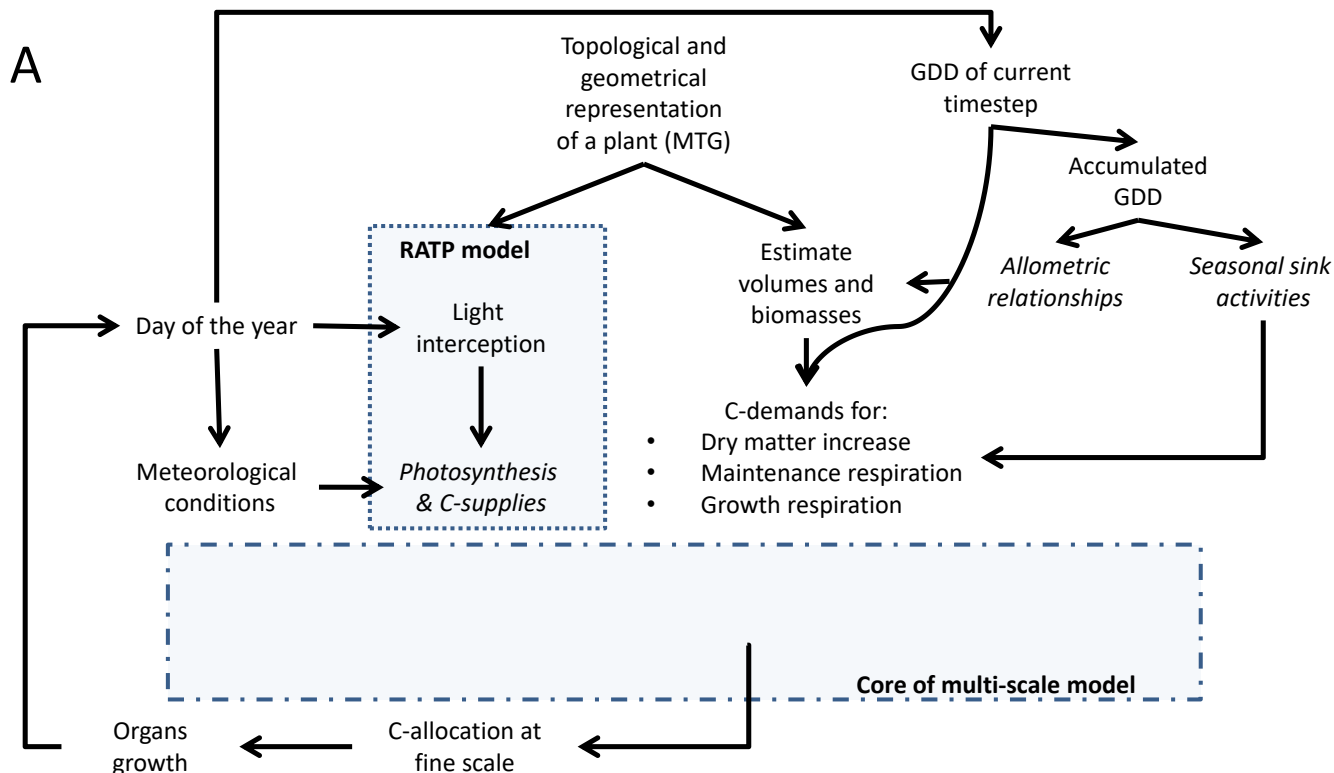 A
Topological and
geometrical
representation
of a plant (MTG)
GDD of current
timestep
Accumulated
GDD
RATP model
Estimate
volumes and
biomasses
Allometric
relationships
Seasonal sink
activities
Day of the year
Light
interception
C-demands for:
• Dry matter increase
• Maintenance respiration
• Growth respiration
Meteorological
conditions
Photosynthesis
& C-supplies
Core of multi-scale model
Organs
growth
C-allocation at
fine scale